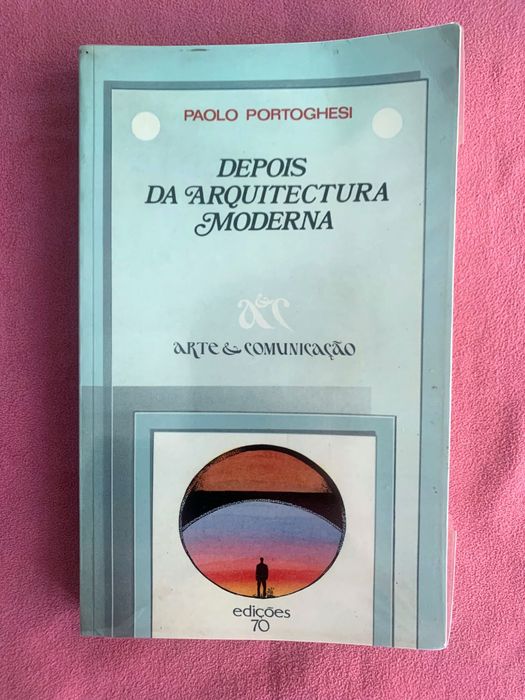 PAOLO PORTOGHESI
DEPOIS
DA ARQUITECTURA
MODERNA
a&c
ARTE & COMUNICAÇÃO
edições
70